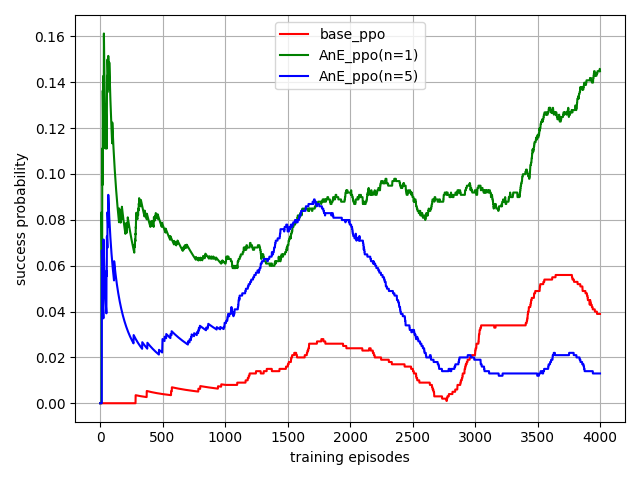 base_ppo
AnE_ppo(n=1)
AnE_ppo(n=5)
success probability
0.16
0.14
0.12
0.10
0.08
0.06
0.04
0.02
0.00
0 500 1000 1500 2000 2500 3000 3500 4000
training episodes